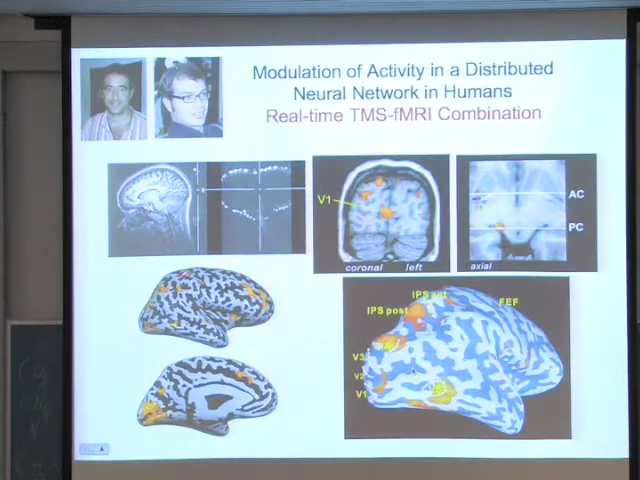 Modulation of Activity in a Distributed
Neural Network in Humans
Real-time TMS-fMRI Combination
V1
coronal left
AC
PC
axial
IPS post
FEF
V3
V2
V1